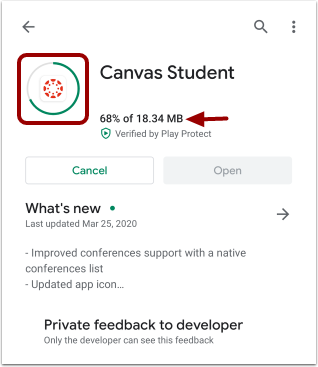 Canvas Student
68% of 18.34 MB
Verified by Play Protect
Cancel
Open
What's new
Last updated Mar 25, 2020
- Improved conferences support with a native
conferences list
- Updated app icon...
Private feedback to developer
Only the developer can see this feedback